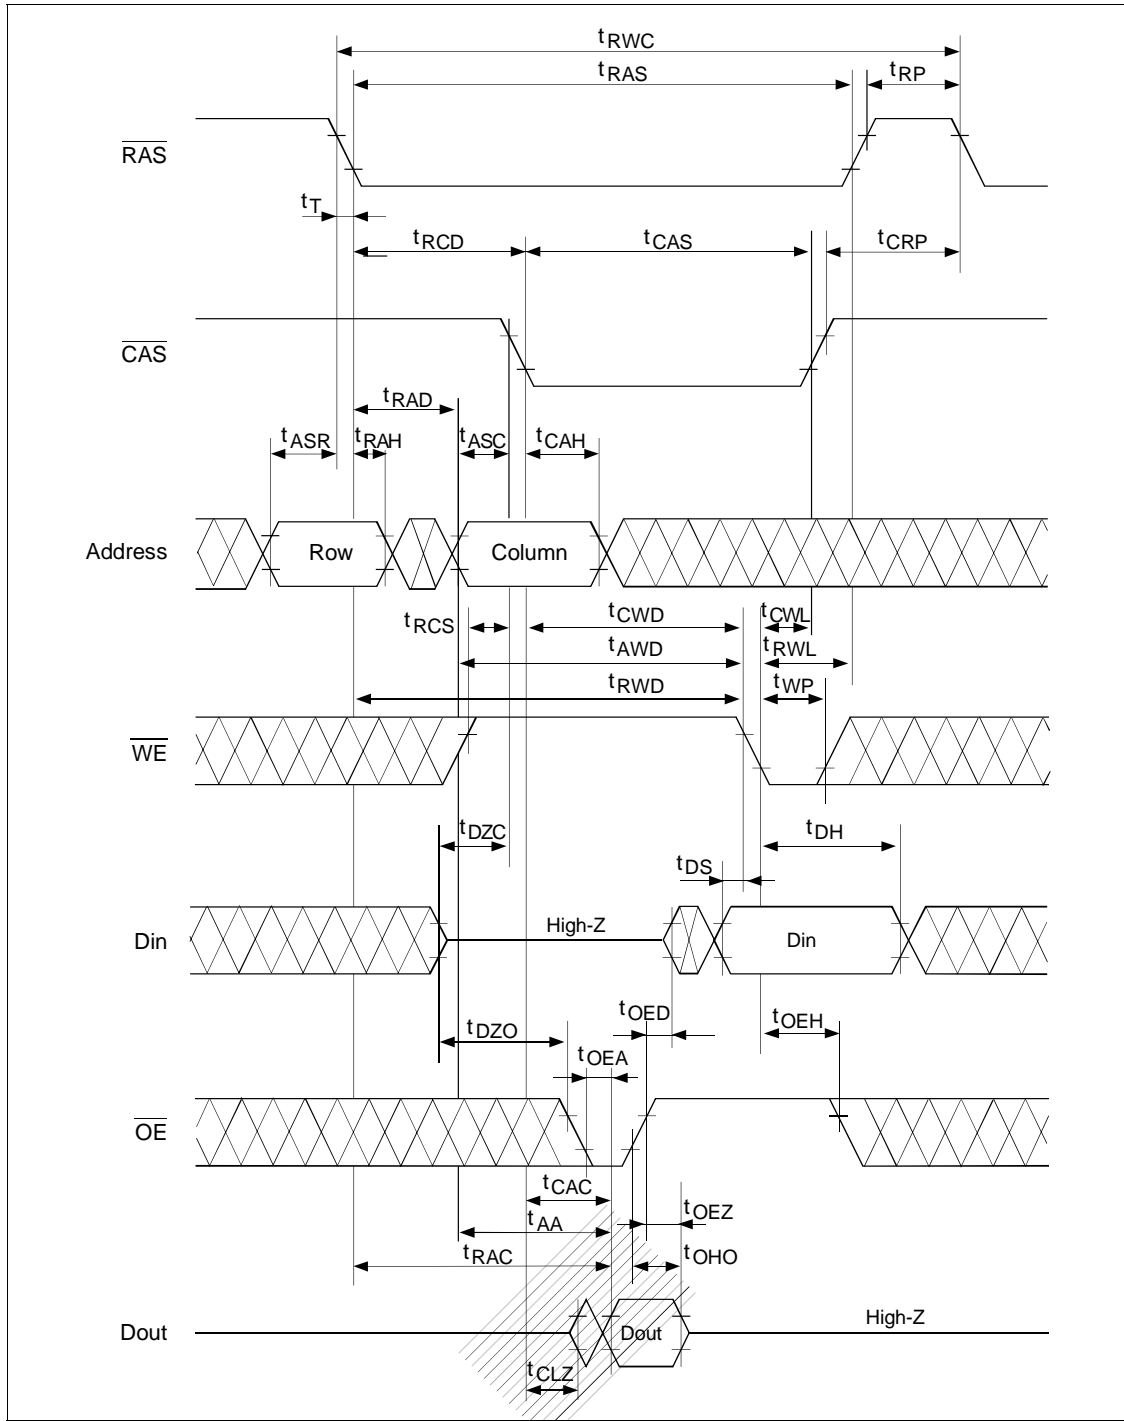 tRWC
tRAS
tRP
RAS
tT
tRCD
tCAS
tCRP
CAS
tRAD
tASR
tRAH
tASC
tCAH
Address
Row
Column
tRCS
tCWD
tCWL
tAWD
tRWL
tRWD
tWP
WE
tDZC
tDH
tDS
Din
High-Z
Din
tOED
tDZO
tOEH
tOEA
OE
tCAC
tOEZ
tAA
tRAC
tOHO
Dout
Dout
High-Z
tCLZ